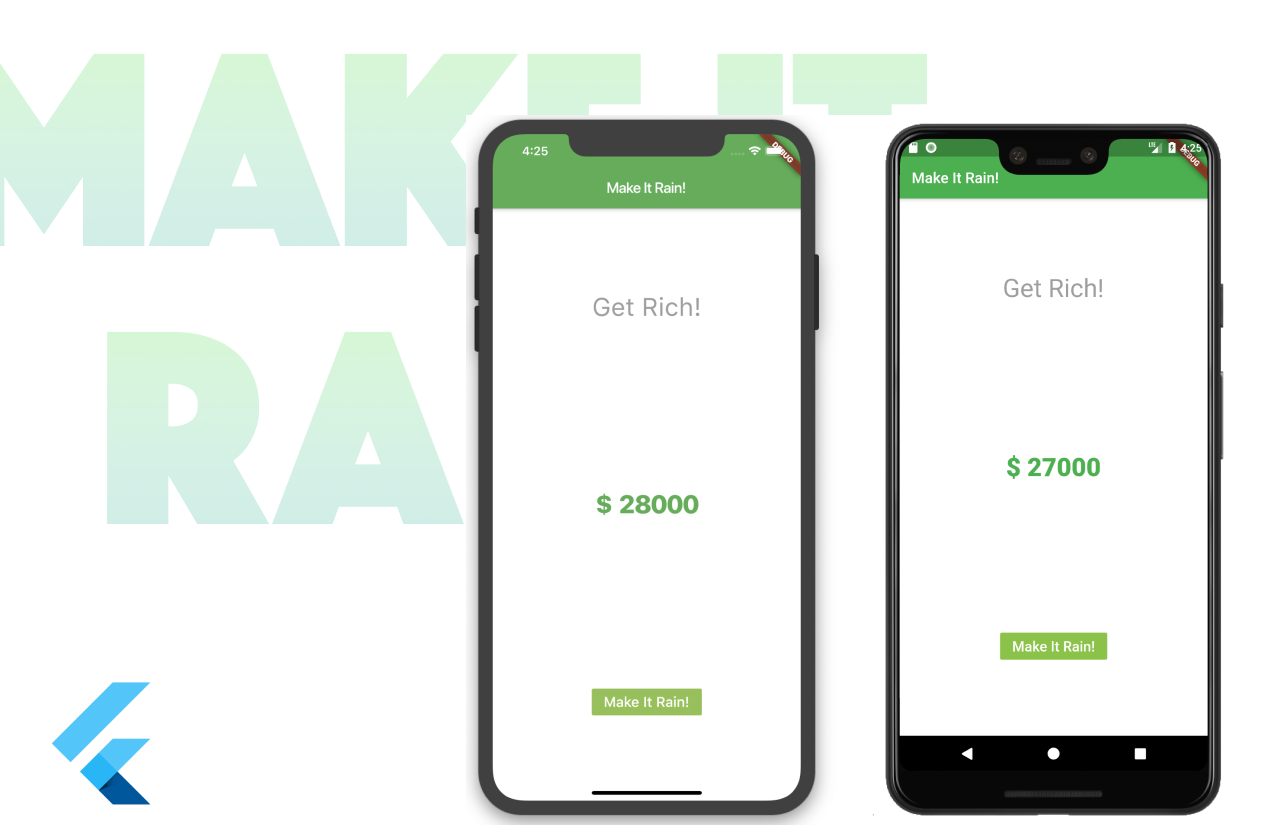 MAKE IT
RA
4:25
DEBUG
Make It Rain!
Get Rich!
$ 28000
Make It Rain!
LTE
4:25
DEBUG
Make It Rain!
Get Rich!
$ 27000
Make It Rain!